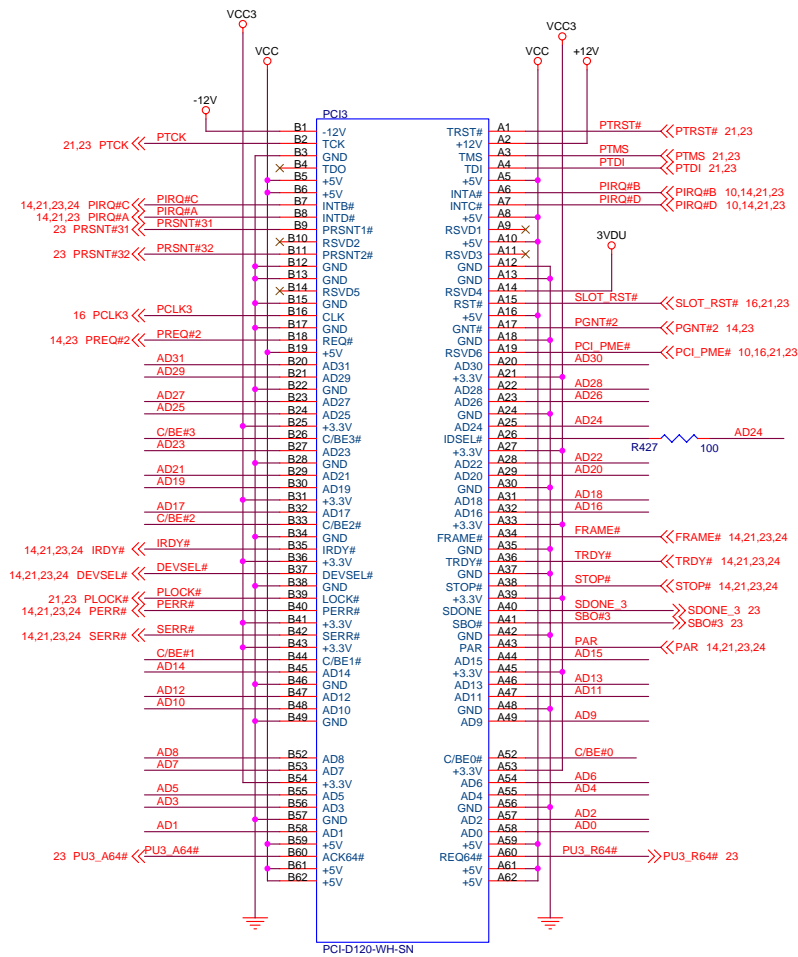 VCC3
VCC
VCC3
VCC
+12V
-12V
PCI3
21,23 PTCK PTCK B1 -12V TRST# A1 PTRST# PTRST# 21,23
B2 TCK +12V A2
B3 GND TMS A3 PTMS PTMS 21,23
B4 TDO TDI A4 PTDI PTDI 21,23
B5 +5V +5V A5
B6 +5V INTA# A6 PIRQ#B PIRQ#B 10,14,21,23
14,21,23,24 PIRQ#C PIRQ#C B7 INTB# INTC# A7 PIRQ#D PIRQ#D 10,14,21,23
14,21,23 PIRQ#A PIRQ#A B8 INTD# +5V A8
23 PRSNT#31 PRSNT#31 B9 PRSNT1# RSVD1 A9
B10 RSVD2 +5V A10 3VDU
23 PRSNT#32 PRSNT#32 B11 PRSNT2# RSVD3 A11
B12 GND GND A12
B13 GND GND A13
B14 RSVD5 RSVD4 A14
B15 GND RST# A15 SLOT_RST# SLOT_RST# 16,21,23
16 PCLK3 PCLK3 B16 CLK +5V A16
B17 GND GNT# A17 PGNT#2 PGNT#2 14,23
14,23 PREQ#2 PREQ#2 B18 REQ# GND A18
B19 +5V RSVD6 A19 PCI_PME# PCI_PME# 10,16,21,23
AD31 B20 AD31 AD30 A20 AD30
AD29 B21 AD29 +3.3V A21
B22 GND AD28 A22 AD28
AD27 B23 AD27 AD26 A23 AD26
AD25 B24 AD25 GND A24
B25 +3.3V AD24 A25 AD24
C/BE#3 B26 C/BE3# IDSEL# A26 R427 100 AD24
AD23 B27 AD23 +3.3V A27
B28 GND AD22 A28 AD22
AD21 B29 AD21 AD20 A29 AD20
AD19 B30 AD19 GND A30
B31 +3.3V AD18 A31 AD18
AD17 B32 AD17 AD16 A32 AD16
C/BE#2 B33 C/BE2# +3.3V A33
B34 GND FRAME# A34 FRAME# FRAME# 14,21,23,24
14,21,23,24 IRDY# IRDY# B35 IRDY# GND A35
B36 +3.3V TRDY# A36 TRDY# TRDY# 14,21,23,24
14,21,23,24 DEVSEL# DEVSEL# B37 DEVSEL# GND A37
B38 GND STOP# A38 STOP# STOP# 14,21,23,24
21,23 PLOCK# PLOCK# B39 LOCK# +3.3V A39
14,21,23,24 PERR# PERR# B40 PERR# SDONE A40 SDONE_3 SDONE_3 23
B41 +3.3V SBO# A41 SBO#3 SBO#3 23
14,21,23,24 SERR# SERR# B42 SERR# GND A42
B43 +3.3V PAR A43 PAR PAR 14,21,23,24
C/BE#1 B44 C/BE1# AD15 A44 AD15
AD14 B45 AD14 +3.3V A45
B46 GND AD13 A46 AD13
AD12 B47 AD12 AD11 A47 AD11
AD10 B48 AD10 GND A48
B49 GND AD9 A49 AD9
AD8 B52 AD8 C/BE0# A52 C/BE#0
AD7 B53 AD7 +3.3V A53
B54 +3.3V AD6 A54 AD6
AD5 B55 AD5 AD4 A55 AD4
AD3 B56 AD3 GND A56
B57 GND AD2 A57 AD2
AD1 B58 AD1 AD0 A58 AD0
B59 +5V +5V A59
23 PU3_A64# PU3_A64# B60 ACK64# REQ64# A60 PU3_R64# PU3_R64# 23
B61 +5V +5V A61
B62 +5V +5V A62
PCI-D120-WH-SN